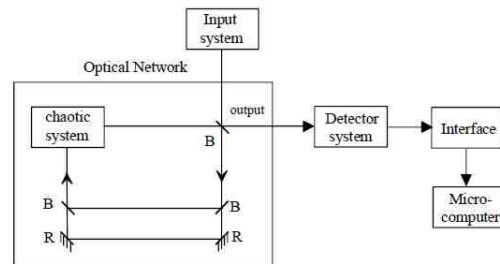 Input
system
Optical Network
output
chaotic
system
B
Detector
system
Interface
B
B
R
R
Micro-
computer